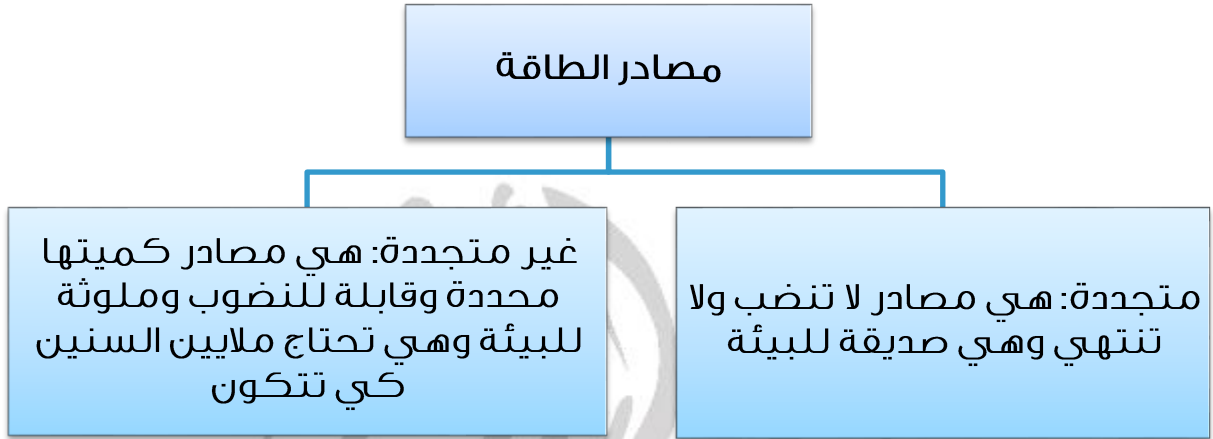 مصادر الطاقة
متجددة: هي مصادر لا تنضب ولا
تنتهي وهي صديقة للبيئة
غير متجددة: هي مصادر كميتها
محددة وقابلة للنضوب وملوثة
للبيئة وهي تحتاج ملايين السنين
كي تتكون